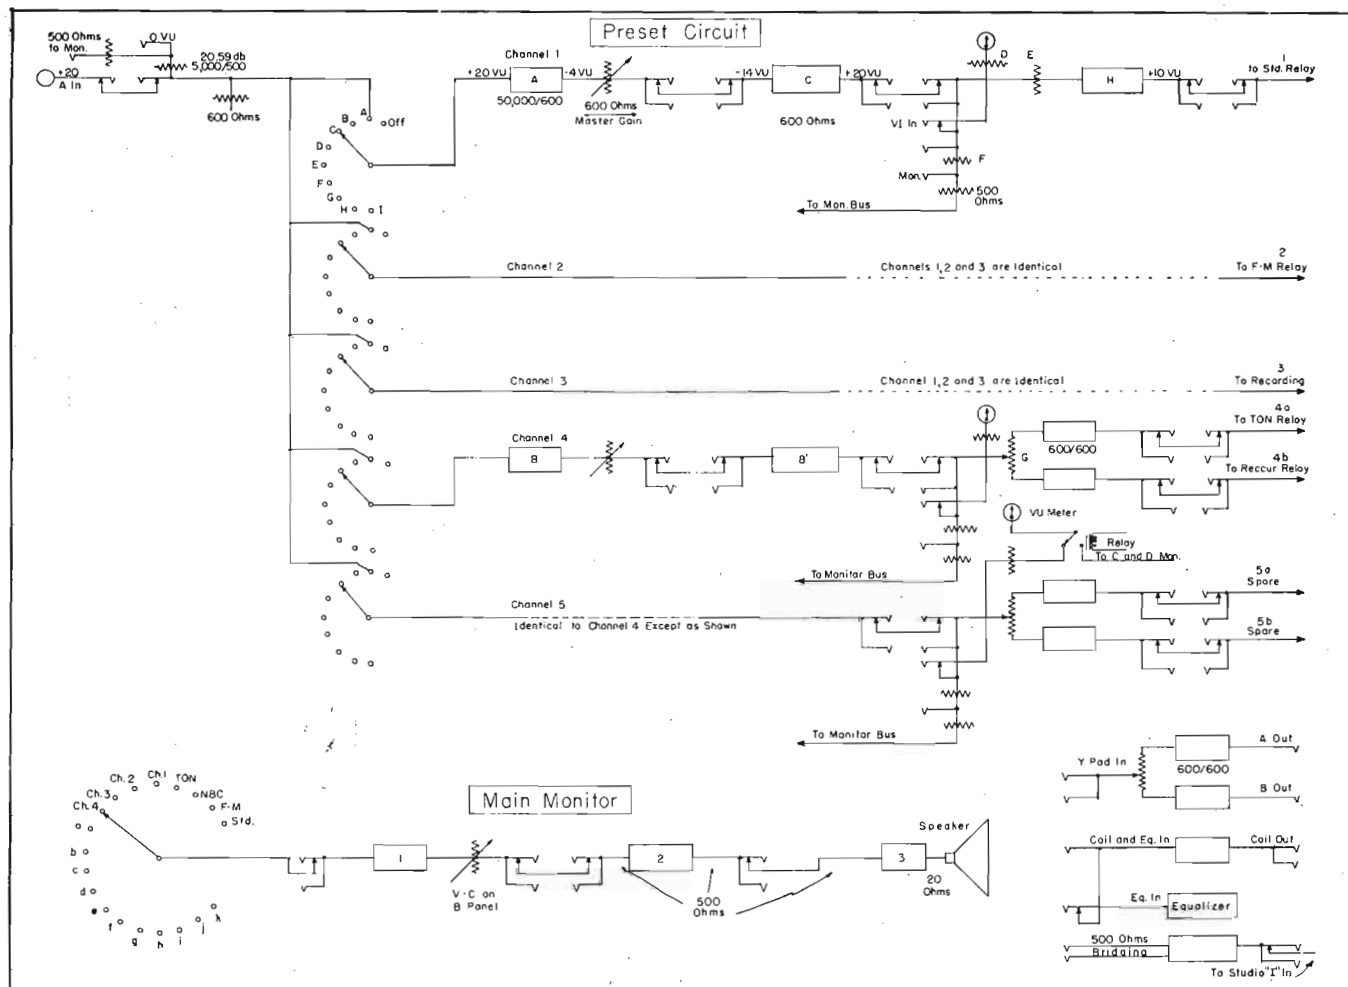 Preset Circuit
500 Ohms
to Mon.
0 VU
20.59 db
5,000/500
+20
A In
600 Ohms
A
B
C
D
E
F
G
H
I
Off
Channel 1
+20 VU
A
-4 VU
50,000/600
600 Ohms
Master Gain
-14 VU
C
+20 VU
600 Ohms
D
E
H
+10 VU
1
to Std. Relay
VI In
F
Mon.
500
Ohms
To Mon. Bus
Channel 2
Channels 1, 2 and 3 are Identical
2
To F-M Relay
Channel 3
Channel 1, 2 and 3 are Identical
3
To Recording
Channel 4
B
B'
G
600/600
4a
To TON Relay
4b
To Reccur Relay
VU Meter
Relay
To C and D Mon.
To Monitor Bus
Channel 5
Identical to Channel 4 Except as Shown
5a
Spare
5b
Spare
To Monitor Bus
Main Monitor
Ch. 4
Ch. 3
Ch. 2
Ch. 1
TON
NBC
F-M
Std.
b
c
d
e
f
g
h
i
j
k
1
V-C on
B Panel
2
500
Ohms
3
20
Ohms
Speaker
Y Pad In
600/600
A Out
B Out
Coil and Eq. In
Coil Out
Eq. In
Equalizer
500 Ohms
Bridging
To Studio "I" In